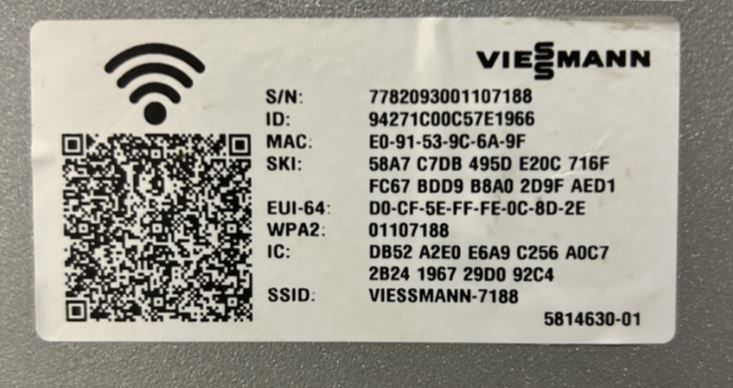 VIESSMANN
S/N: 7782093001107188
ID: 94271C00C57E1966
MAC: E0-91-53-9C-6A-9F
SKI: 58A7 C7DB 495D E20C 716F
FC67 BDD9 B8A0 2D9F AED1
EUI-64: D0-CF-5E-FF-FE-0C-8D-2E
WPA2: 01107188
IC: DB52 A2E0 E6A9 C256 A0C7
2B24 1967 29D0 92C4
SSID: VIESSMANN-7188
5814630-01